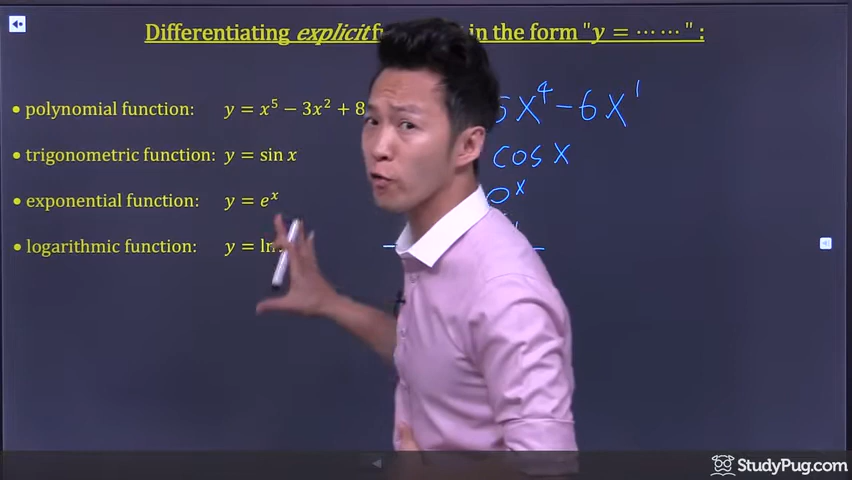 Differentiating explicit in the form "y = ⋯⋯" :
• polynomial function: y = x⁵ − 3x² + 8 5x⁴ − 6x¹
• trigonometric function: y = sin x cos x
• exponential function: y = eˣ
• logarithmic function: y = ln
StudyPug.com